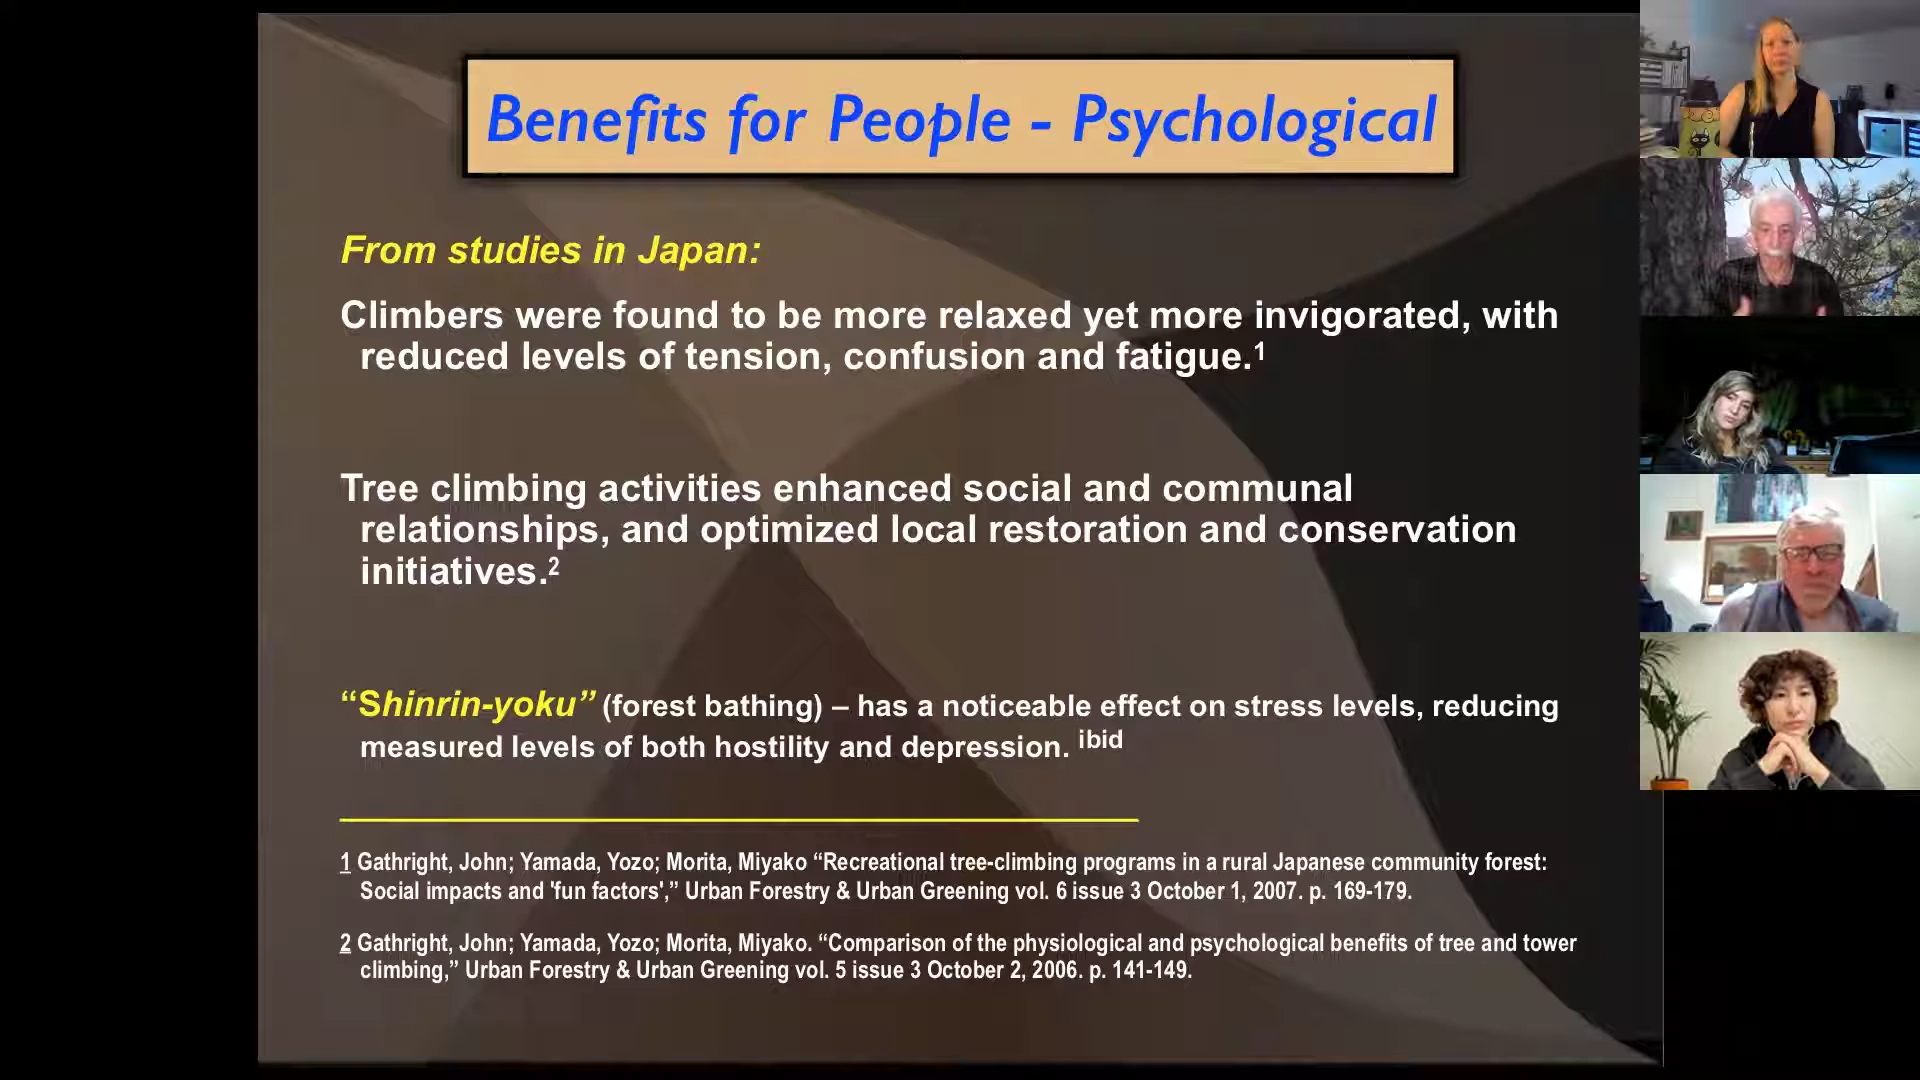 Benefits for People - Psychological
From studies in Japan:
Climbers were found to be more relaxed yet more invigorated, with
reduced levels of tension, confusion and fatigue.1
Tree climbing activities enhanced social and communal
relationships, and optimized local restoration and conservation
initiatives.2
“Shinrin-yoku” (forest bathing) – has a noticeable effect on stress levels, reducing
measured levels of both hostility and depression. ibid
1 Gathright, John; Yamada, Yozo; Morita, Miyako “Recreational tree-climbing programs in a rural Japanese community forest:
Social impacts and 'fun factors',” Urban Forestry & Urban Greening vol. 6 issue 3 October 1, 2007. p. 169-179.
2 Gathright, John; Yamada, Yozo; Morita, Miyako. “Comparison of the physiological and psychological benefits of tree and tower
climbing,” Urban Forestry & Urban Greening vol. 5 issue 3 October 2, 2006. p. 141-149.